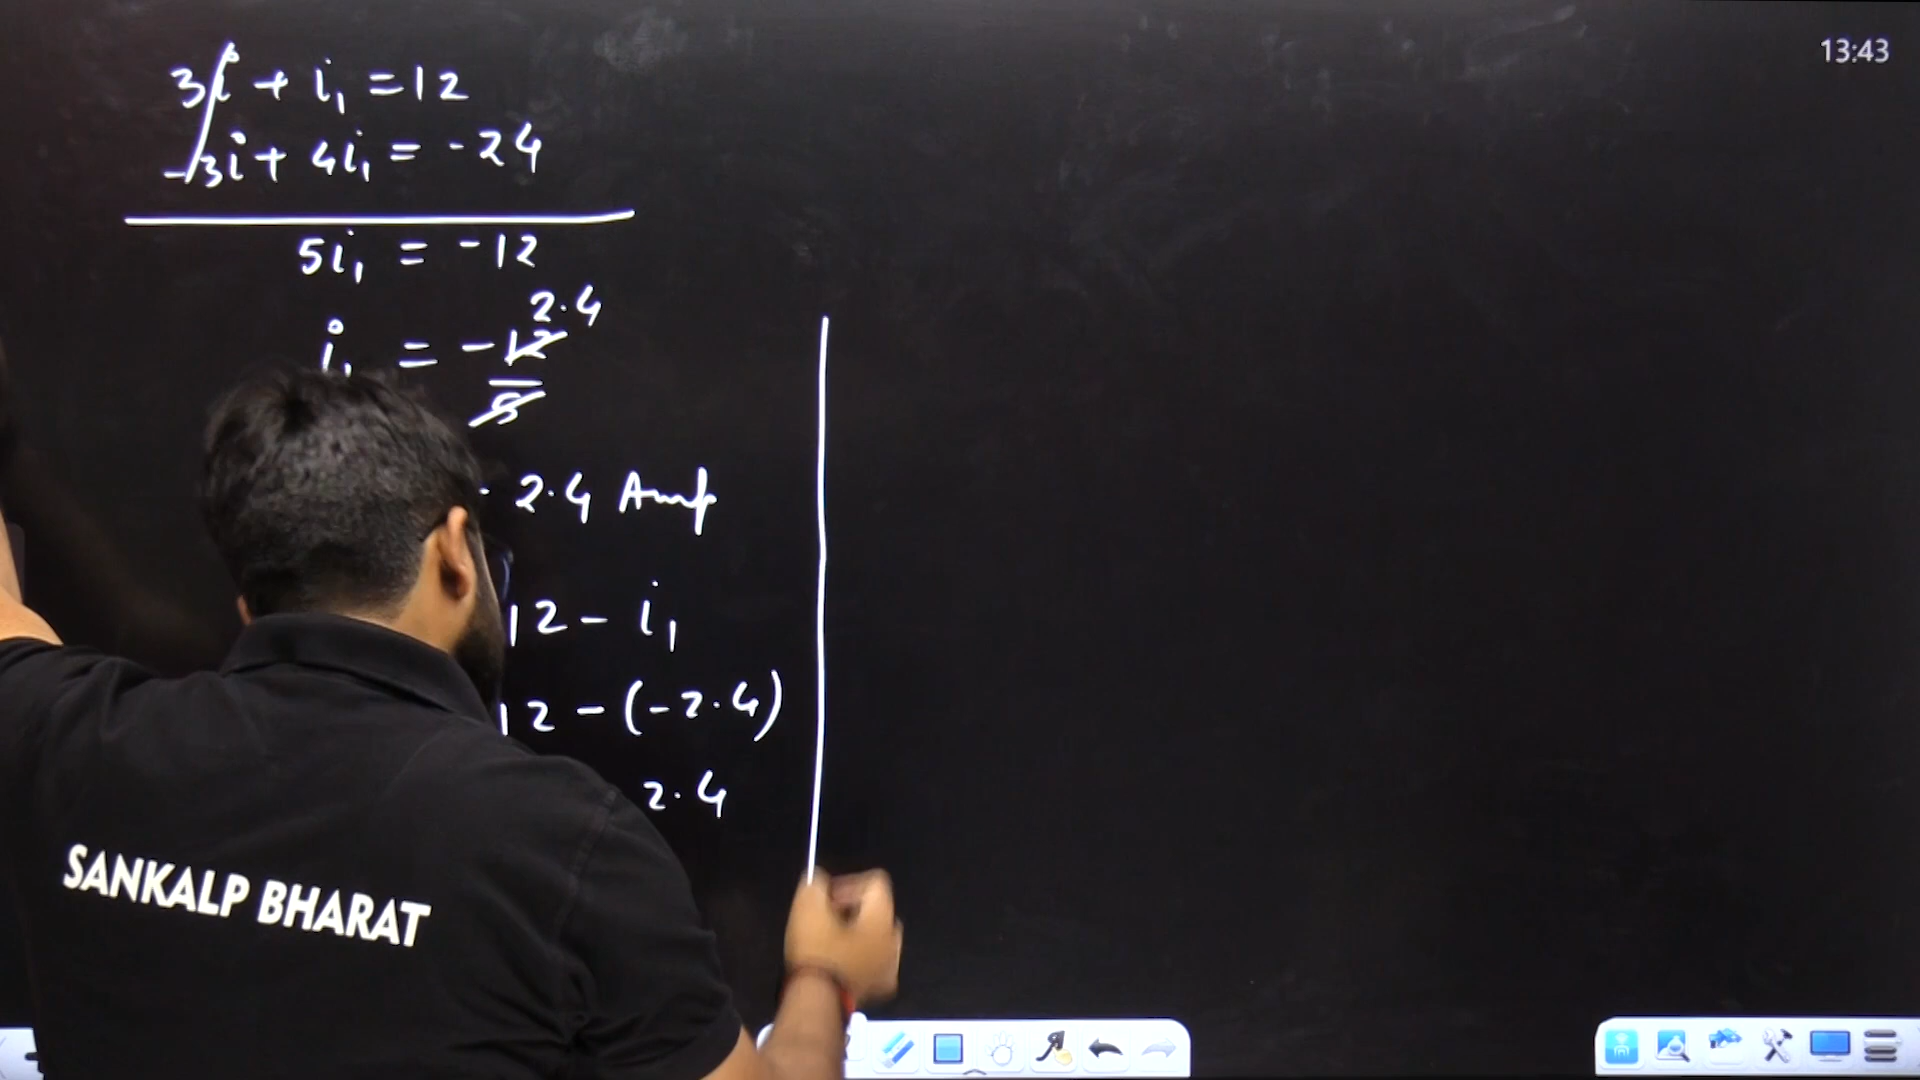 13:43
3i + i₁ = 12
-3i + 4i₁ = -24
5i₁ = -12
2.4
i₁ = -12
5
2.4 Amp
12 - i₁
12 - (-2.4)
2.4
SANKALP BHARAT